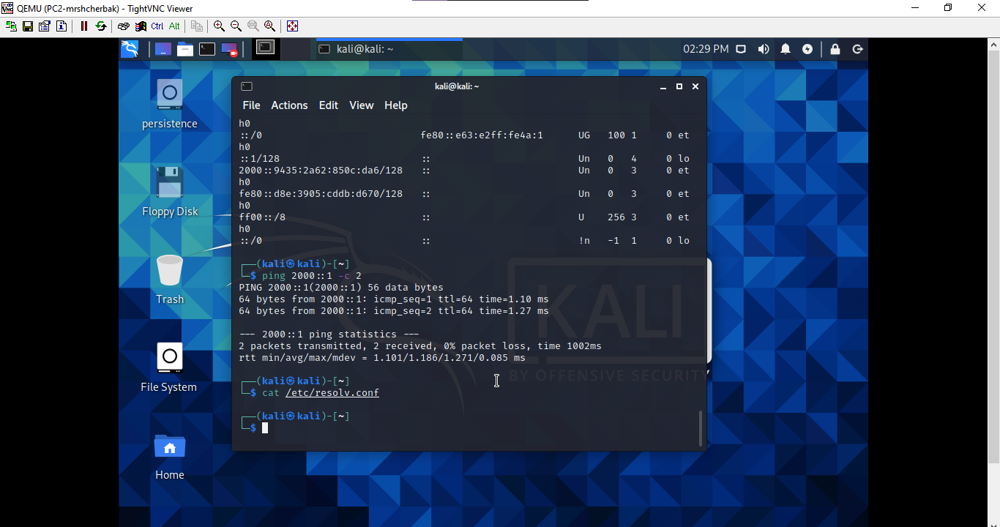 QEMU (PC2-mrshcherbak) - TightVNC Viewer
Ctrl Alt
kali@kali: ~
02:29 PM
persistence
Floppy Disk
Trash
File System
Home
kali@kali: ~
File Actions Edit View Help
h0
::/0 fe80::e63:e2ff:fe4a:1 UG 100 1 0 et
h0
::1/128 :: Un 0 4 0 lo
2000::9435:2a62:850c:da6/128 :: Un 0 3 0 et
h0
fe80::d8e:3905:cddb:d670/128 :: Un 0 3 0 et
h0
ff00::/8 :: U 256 3 0 et
h0
::/0 :: !n -1 1 0 lo
┌──(kali㉿kali)-[~]
└─$ ping 2000::1 -c 2
PING 2000::1(2000::1) 56 data bytes
64 bytes from 2000::1: icmp_seq=1 ttl=64 time=1.10 ms
64 bytes from 2000::1: icmp_seq=2 ttl=64 time=1.27 ms
--- 2000::1 ping statistics ---
2 packets transmitted, 2 received, 0% packet loss, time 1002ms
rtt min/avg/max/mdev = 1.101/1.186/1.271/0.085 ms
┌──(kali㉿kali)-[~]
└─$ cat /etc/resolv.conf
┌──(kali㉿kali)-[~]
└─$
KALI
BY OFFENSIVE SECURITY